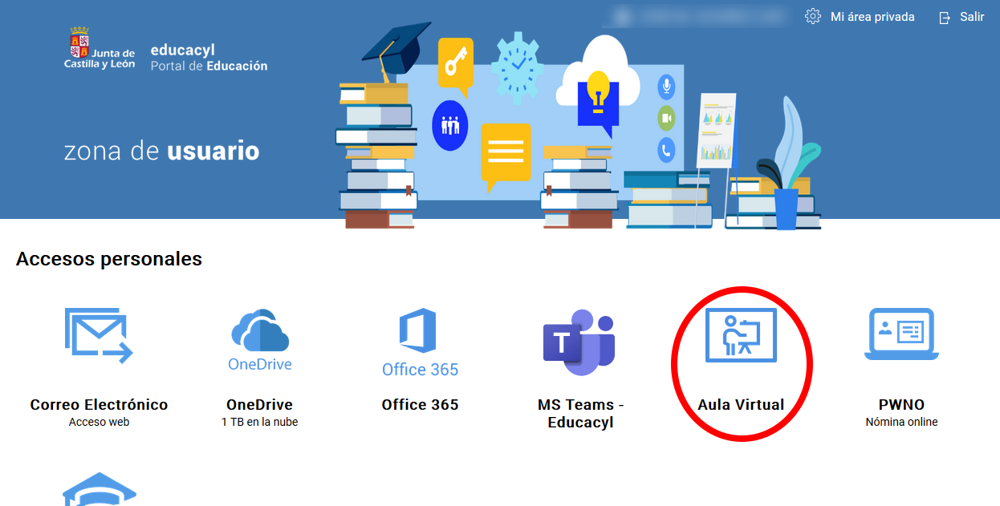 Mi área privada
Salir
Junta de
Castilla y León
educacyl
Portal de Educación
zona de usuario
Accesos personales
OneDrive
Office 365
T
Correo Electrónico
Acceso web
OneDrive
1 TB en la nube
Office 365
MS Teams -
Educacyl
Aula Virtual
PWNO
Nómina online